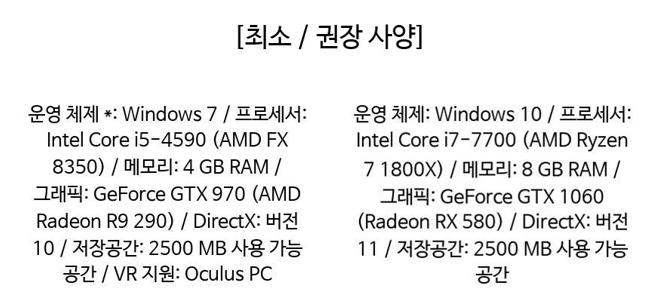 [최소 / 권장 사양]
운영 체제 *: Windows 7 / 프로세서:
Intel Core i5-4590 (AMD FX
8350) / 메모리: 4 GB RAM /
그래픽: GeForce GTX 970 (AMD
Radeon R9 290) / DirectX: 버전
10 / 저장공간: 2500 MB 사용 가능
공간 / VR 지원: Oculus PC
운영 체제: Windows 10 / 프로세서:
Intel Core i7-7700 (AMD Ryzen
7 1800X) / 메모리: 8 GB RAM /
그래픽: GeForce GTX 1060
(Radeon RX 580) / DirectX: 버전
11 / 저장공간: 2500 MB 사용 가능
공간